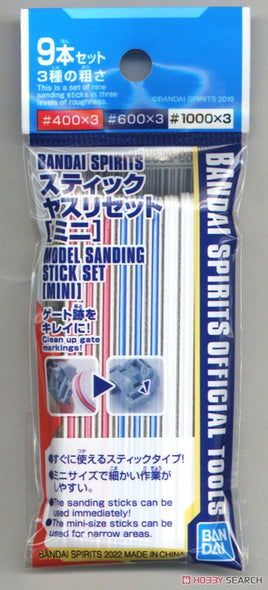 9本セット
3種の粗さ
This is a set of nine
sanding sticks in three
levels of roughness.
©BANDAI SPIRITS 2019
#400×3 #600×3 #1000×3
BANDAI SPIRITS
スティック
ヤスリセット
[ミニ]
MODEL SANDING
STICK SET
[MINI]
ゲート跡を
キレイに!
Clean up gate
markings!
BANDAI SPIRITS OFFICIAL TOOLS
●すぐに使えるスティックタイプ!
●ミニサイズで細かい作業が
しやすい。
●The sanding sticks can be
used immediately!
●The mini-size sticks can be
used for narrow areas.
BAN
DAI
BANDAI SPIRITS 2022 MADE IN CHINA
HOBBY SEARCH